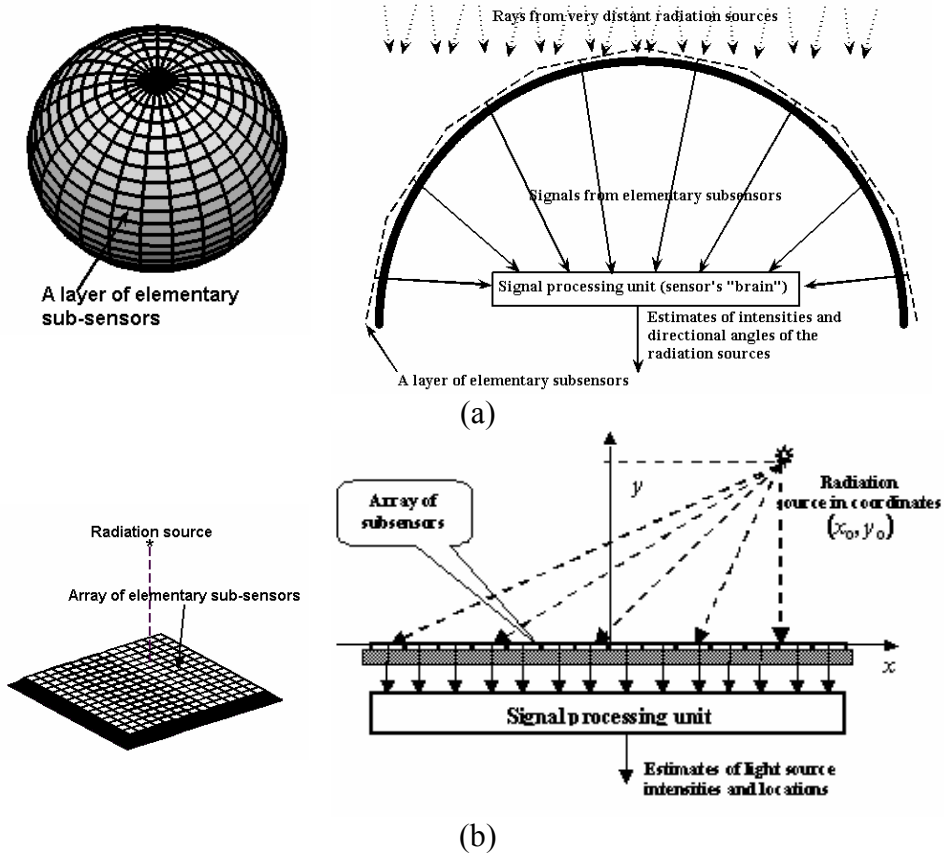 Rays from very distant radiation sources
A layer of elementary
sub-sensors
Signals from elementary subsensors
Signal processing unit (sensor's "brain")
Estimates of intensities and
directional angles of the
radiation sources
A layer of elementary subsensors
(a)
Radiation source
*
Array of elementary sub-sensors
y
Array of
subsensors
Radiation
source in coordinates
(x₀, y₀)
x
Signal processing unit
Estimates of light source
intensities and locations
(b)